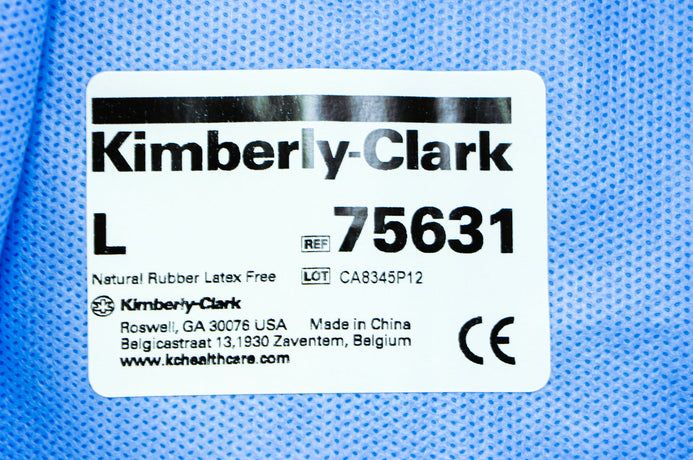 Kimberly-Clark
L REF 75631
Natural Rubber Latex Free LOT CA8345P12
Kimberly-Clark
Roswell, GA 30076 USA Made in China
Belgicastraat 13,1930 Zaventem, Belgium
www.kchealthcare.com CE